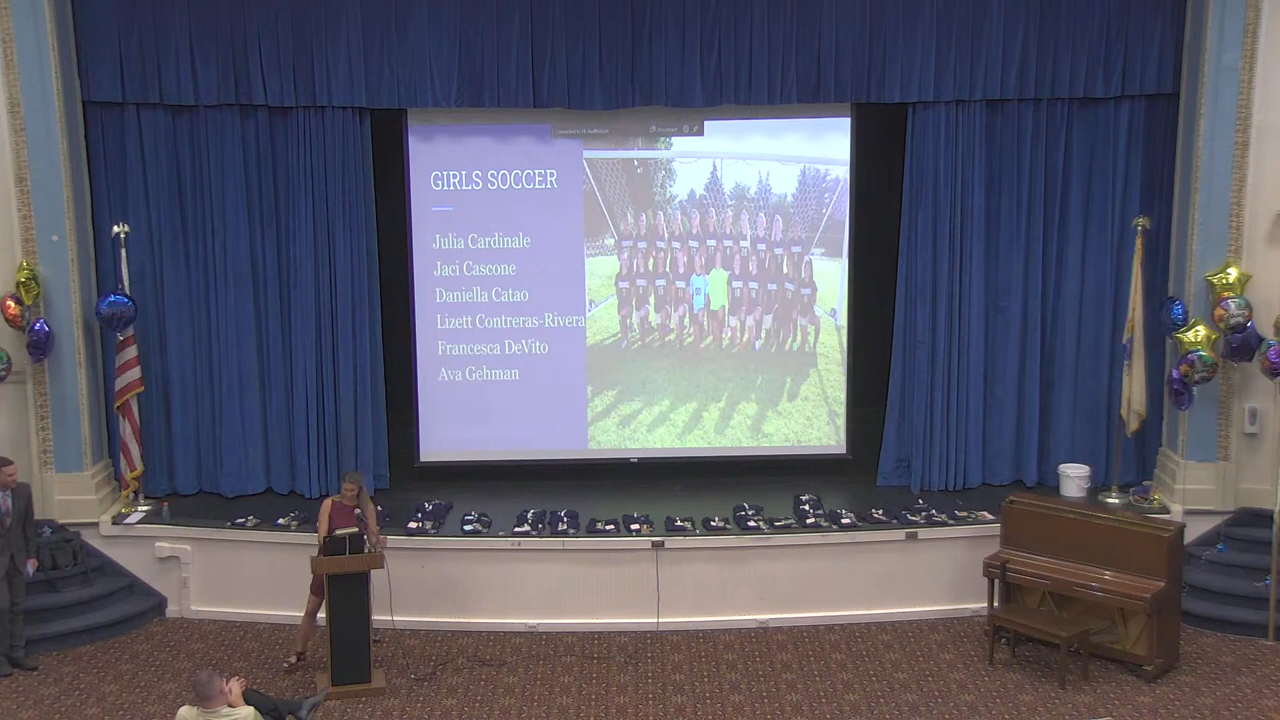 GIRLS SOCCER
Julia Cardinale
Jaci Cascone
Daniella Catao
Lizett Contreras-Rivera
Francesca DeVito
Ava Gehman